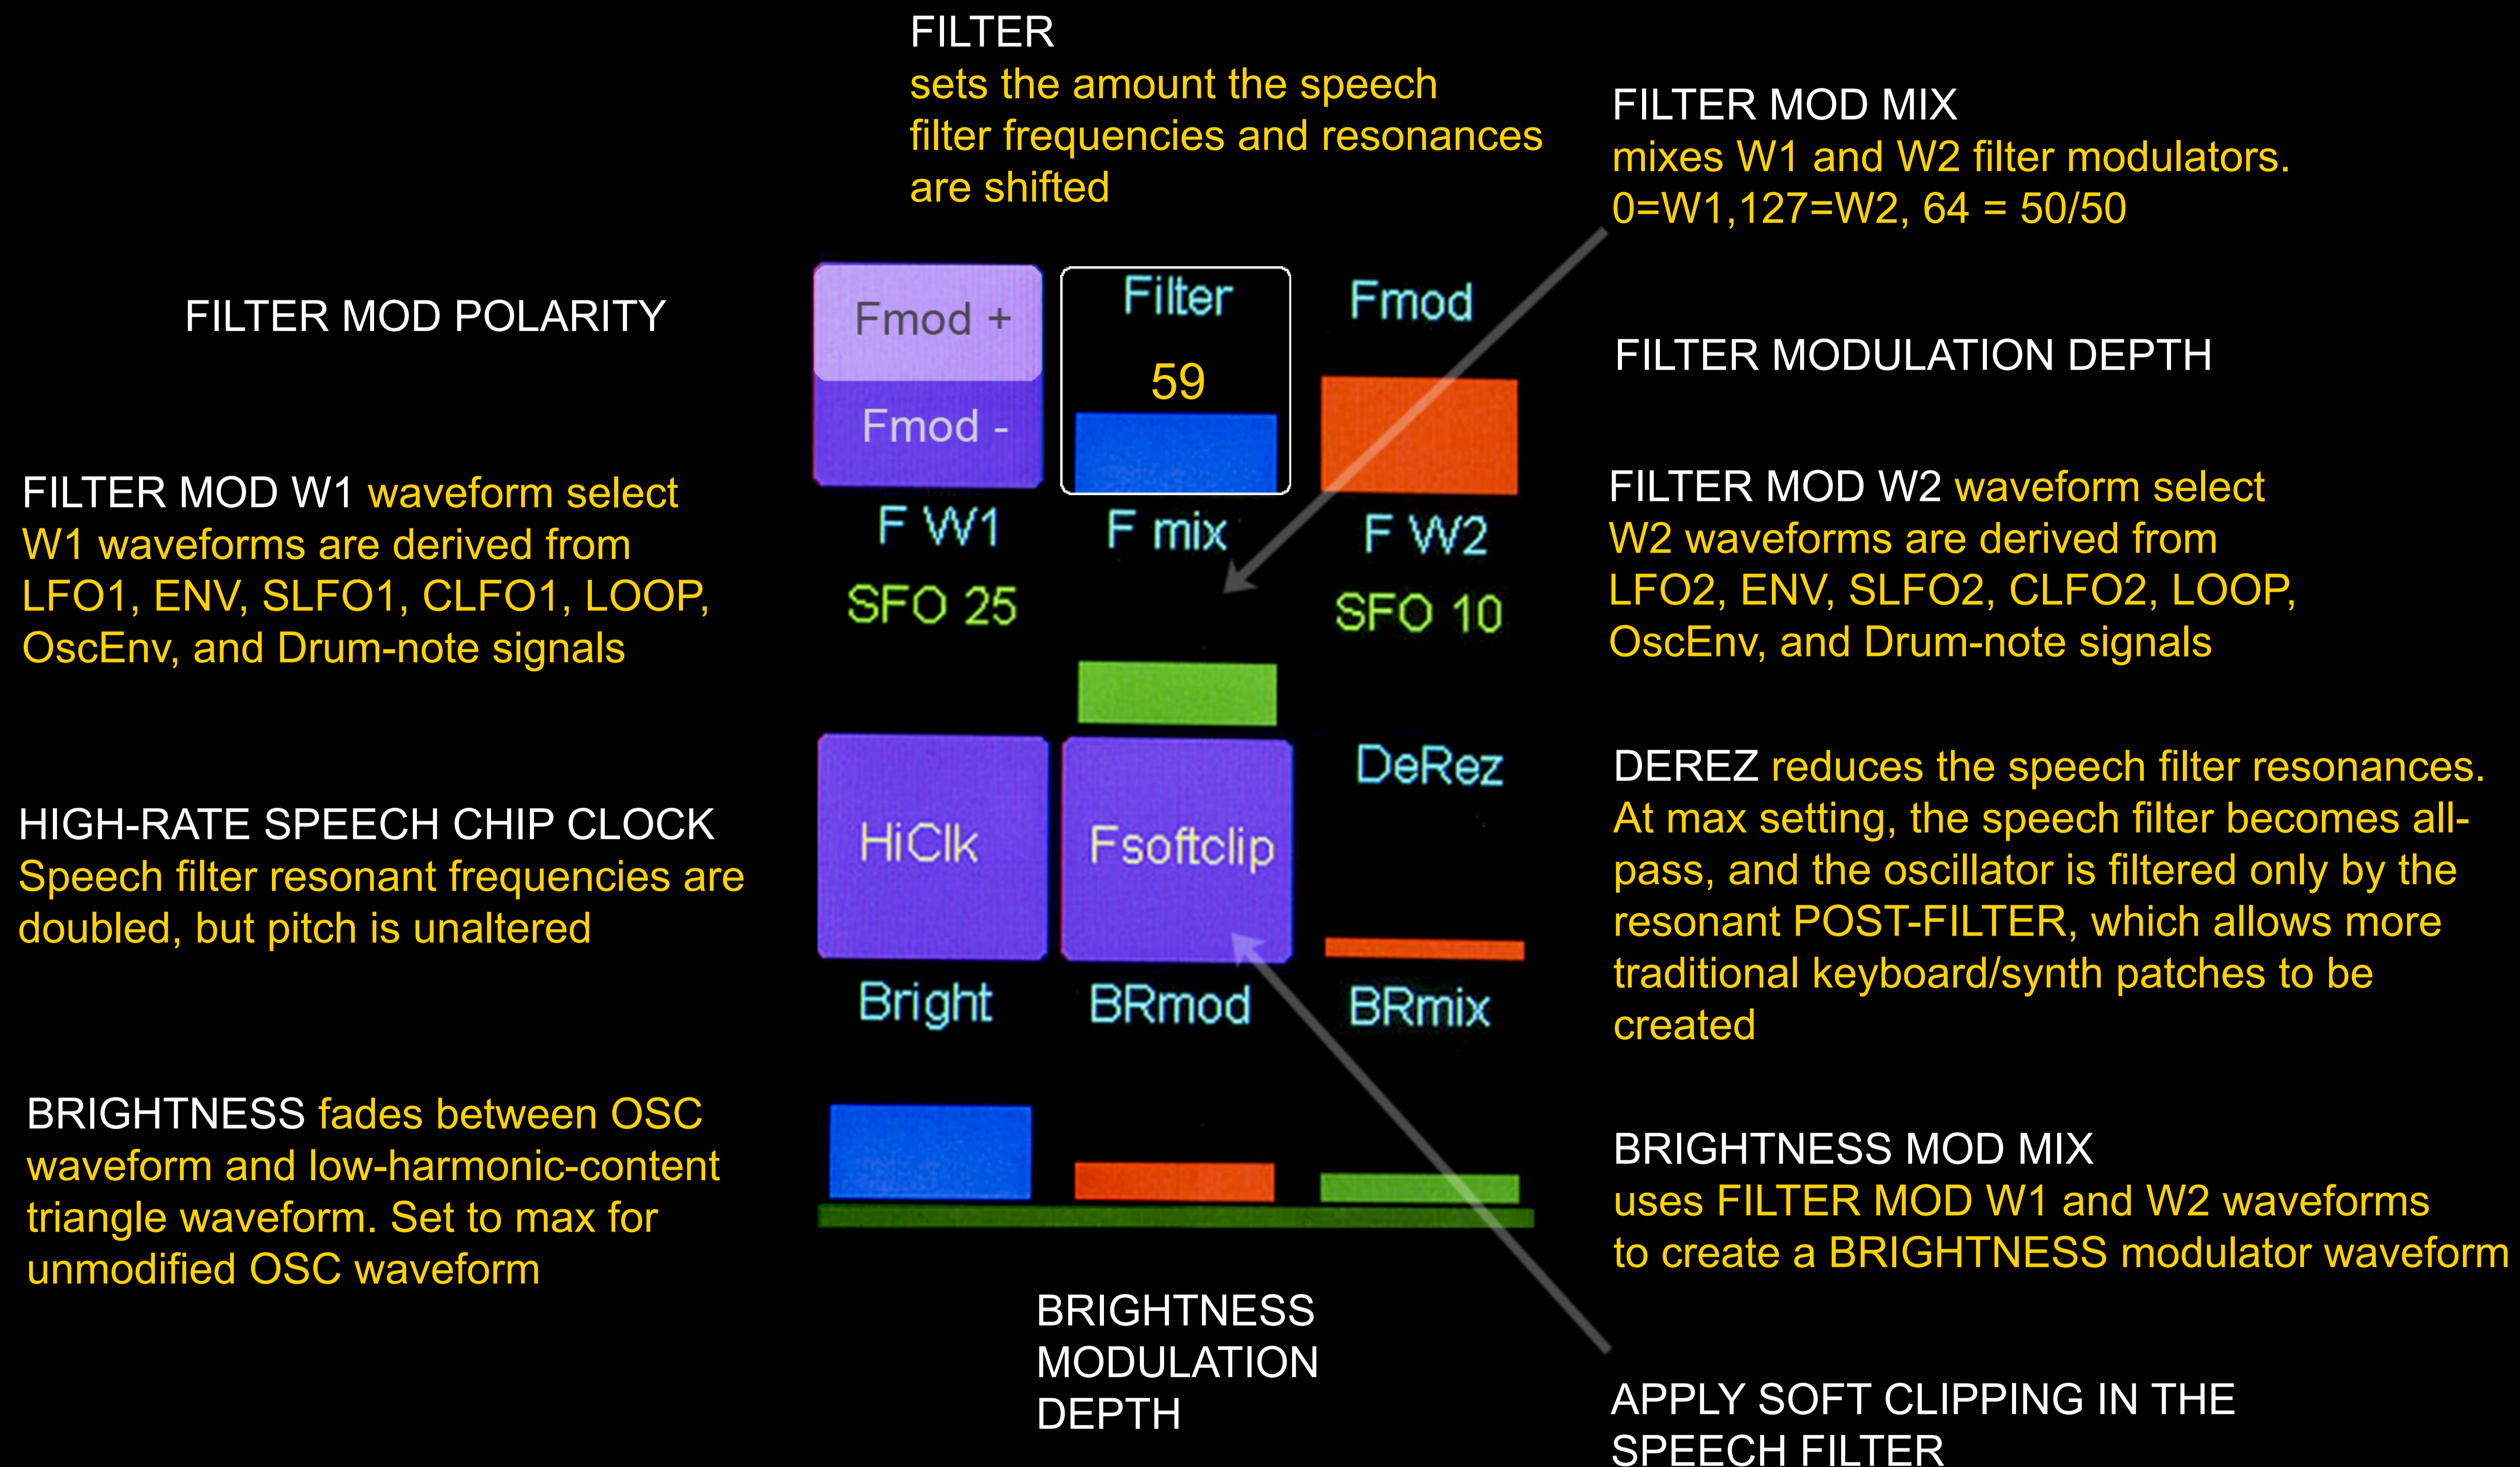 FILTER
sets the amount the speech
filter frequencies and resonances
are shifted
FILTER MOD MIX
mixes W1 and W2 filter modulators.
0=W1,127=W2, 64 = 50/50
FILTER MOD POLARITY
FILTER MODULATION DEPTH
FILTER MOD W1 waveform select
W1 waveforms are derived from
LFO1, ENV, SLFO1, CLFO1, LOOP,
OscEnv, and Drum-note signals
Fmod +
Fmod -
Filter
59
Fmod
F W1
SFO 25
F mix
F W2
SFO 10
FILTER MOD W2 waveform select
W2 waveforms are derived from
LFO2, ENV, SLFO2, CLFO2, LOOP,
OscEnv, and Drum-note signals
HIGH-RATE SPEECH CHIP CLOCK
Speech filter resonant frequencies are
doubled, but pitch is unaltered
HiClk
Fsoftclip
DeRez
DEREZ reduces the speech filter resonances.
At max setting, the speech filter becomes all-
pass, and the oscillator is filtered only by the
resonant POST-FILTER, which allows more
traditional keyboard/synth patches to be
created
Bright
BRmod
BRmix
BRIGHTNESS fades between OSC
waveform and low-harmonic-content
triangle waveform. Set to max for
unmodified OSC waveform
BRIGHTNESS MOD MIX
uses FILTER MOD W1 and W2 waveforms
to create a BRIGHTNESS modulator waveform
BRIGHTNESS
MODULATION
DEPTH
APPLY SOFT CLIPPING IN THE
SPEECH FILTER